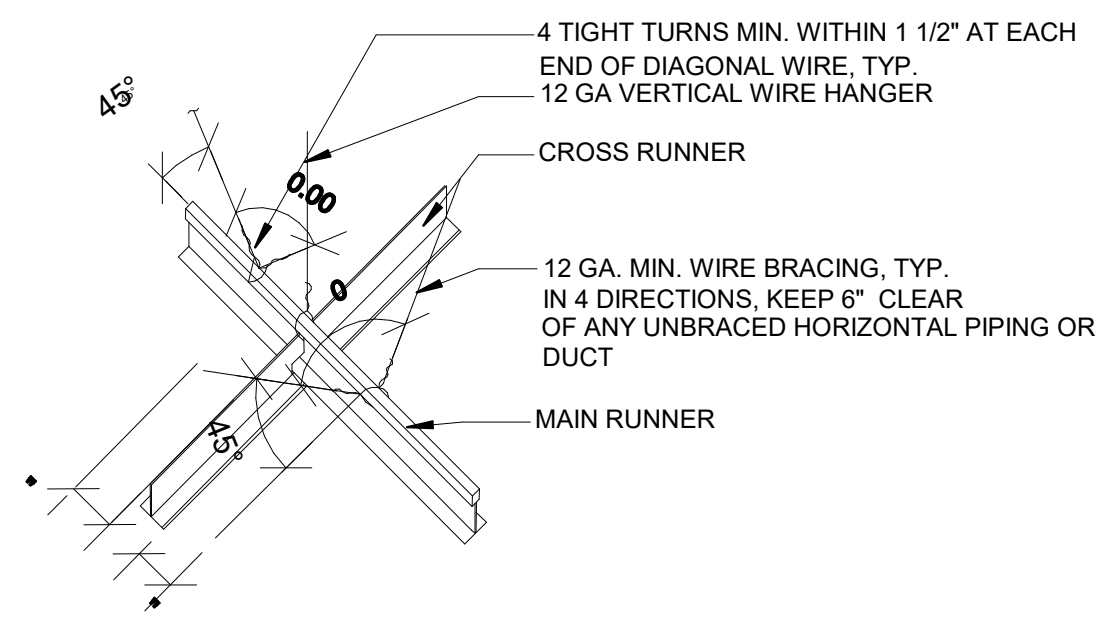 4 TIGHT TURNS MIN. WITHIN 1 1/2" AT EACH
END OF DIAGONAL WIRE, TYP.
12 GA VERTICAL WIRE HANGER
CROSS RUNNER
12 GA. MIN. WIRE BRACING, TYP.
IN 4 DIRECTIONS, KEEP 6" CLEAR
OF ANY UNBRACED HORIZONTAL PIPING OR
DUCT
MAIN RUNNER
45°
45°
0.00
0
45°